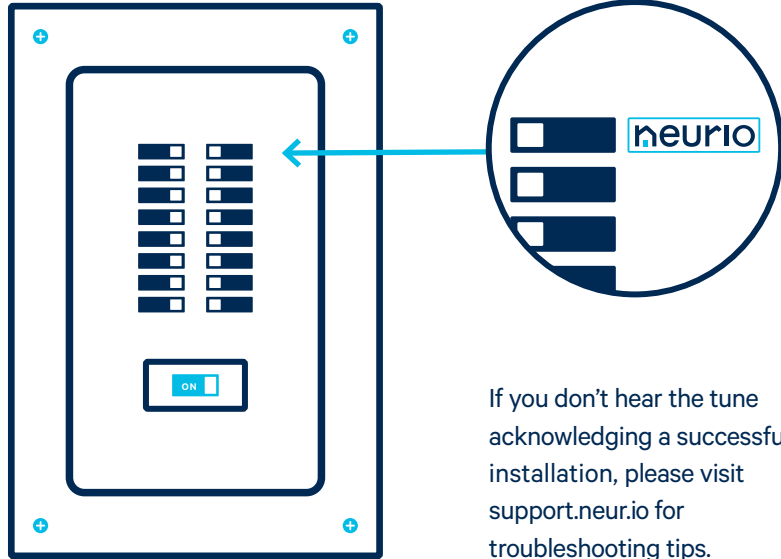 neurio
ON
If you don't hear the tune
acknowledging a successfu
installation, please visit
support.neur.io for
troubleshooting tips.